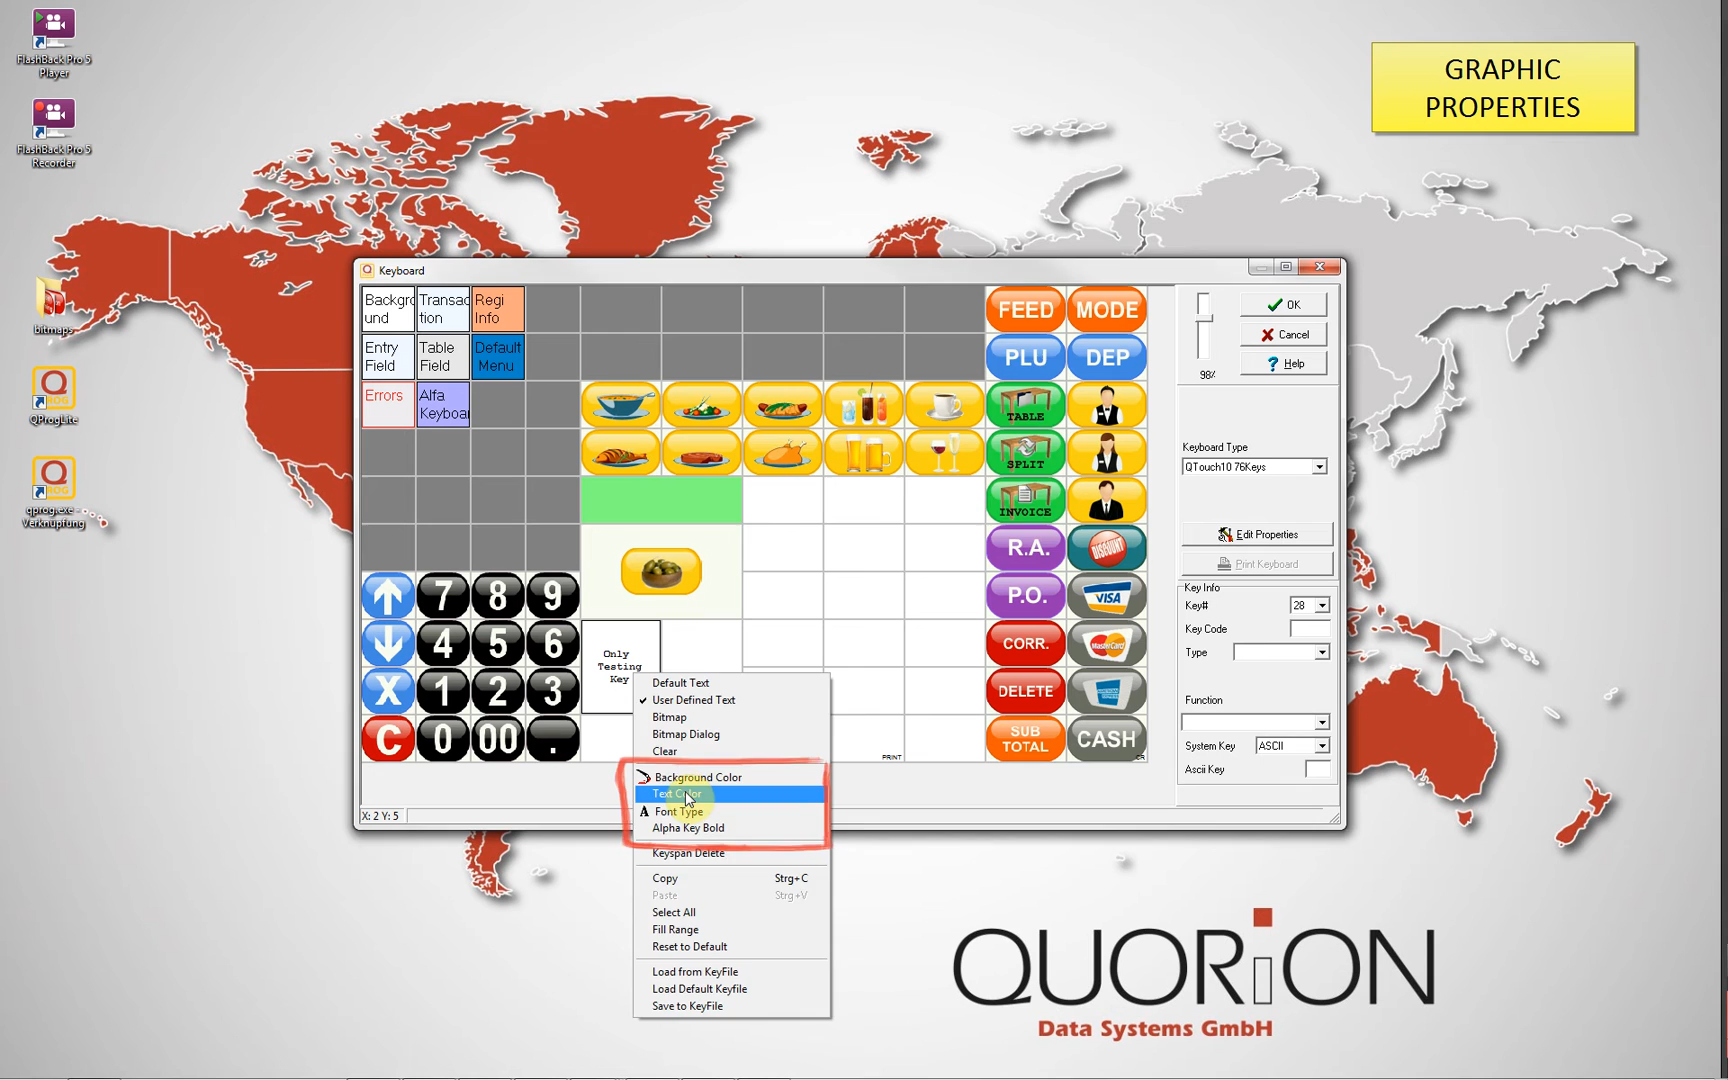 FlashBack Pro 5
Player
FlashBack Pro 5
Recorder
bitmaps
QProgLite
qprog.exe -
Verknüpfung
GRAPHIC
PROPERTIES
Keyboard
Backgro
und
Transac
tion
Regi
Info
Entry
Field
Table
Field
Default
Menu
Errors
Alfa
Keyboar
FEED
MODE
PLU
DEP
TABLE
SPLIT
INVOICE
R.A.
DISCOUNT
P.O.
VISA
CORR.
MasterCard
DELETE
SUB
TOTAL
CASH
CR
PRINT
7 8 9
4 5 6
X 1 2 3
C 0 00 .
Only
Testing
Key
OK
Cancel
Help
98%
Keyboard Type
QTouch10 76Keys
Edit Properties
Print Keyboard
Key Info
Key# 28
Key Code
Type
Function
System Key ASCII
Ascii Key
X: 2 Y: 5
Default Text
User Defined Text
Bitmap
Bitmap Dialog
Clear
Background Color
Text Color
A Font Type
Alpha Key Bold
Keyspan Delete
Copy Strg+C
Paste Strg+V
Select All
Fill Range
Reset to Default
Load from KeyFile
Load Default Keyfile
Save to KeyFile
QUORiON
Data Systems GmbH